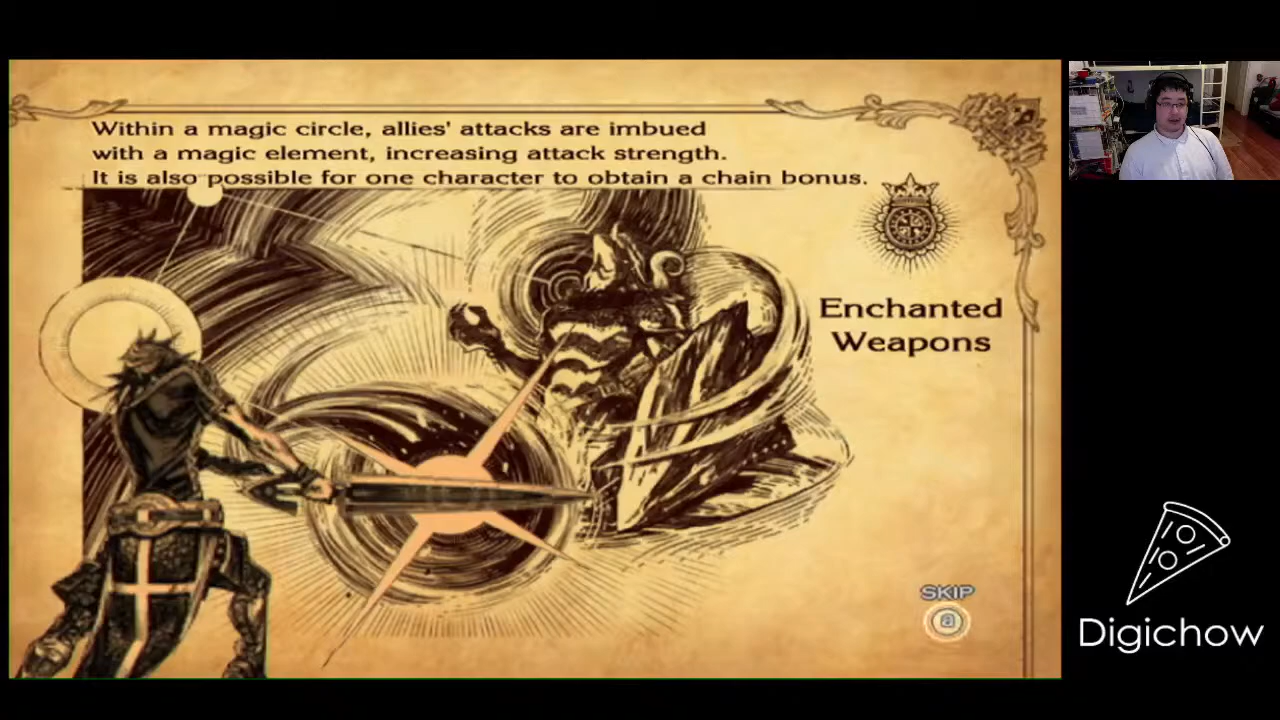 Within a magic circle, allies' attacks are imbued
with a magic element, increasing attack strength.
It is also possible for one character to obtain a chain bonus.
Enchanted
Weapons
SKIP
a
Digichow